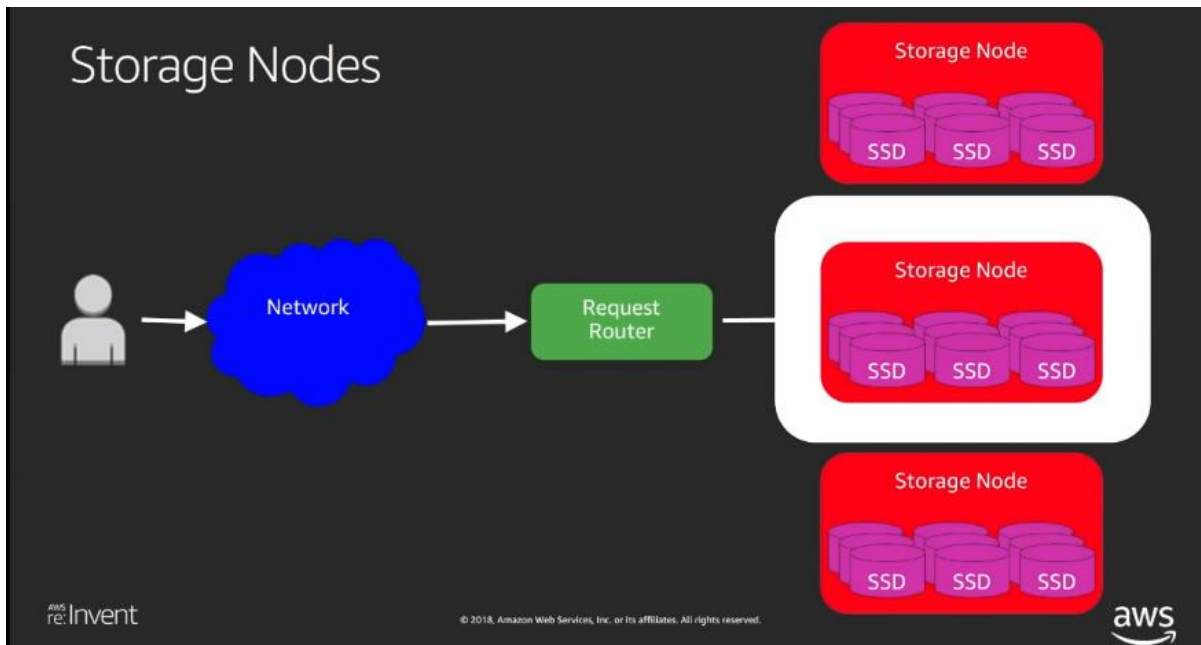 Storage Nodes
Storage Node
SSD SSD SSD
Network
Request
Router
Storage Node
SSD SSD SSD
Storage Node
SSD SSD SSD
AWS
re:Invent
© 2018, Amazon Web Services, Inc. or its affiliates. All rights reserved.
aws